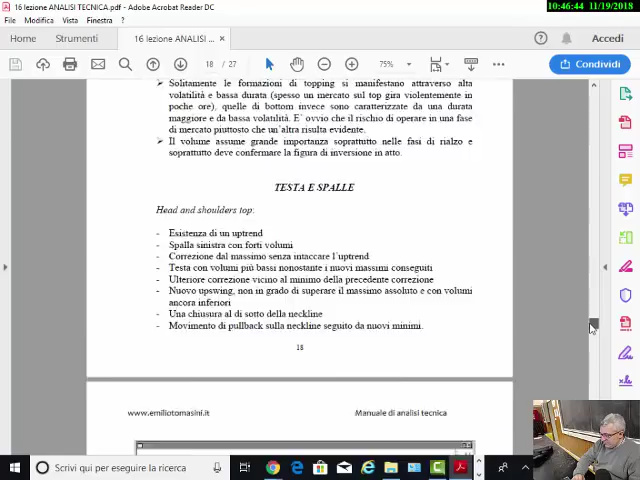 10:46:44 11/19/2018
16 lezione ANALISI TECNICA.pdf - Adobe Acrobat Reader DC
File Modifica Vista Finestra ?
Home Strumenti 16 lezione ANALISI ... × Accedi
18 / 27 75% Condividi
➢ Solitamente le formazioni di topping si manifestano attraverso alta
volatilità e bassa durata (spesso un mercato sul top gira violentemente in
poche ore), quelle di bottom invece sono caratterizzate da una durata
maggiore e da bassa volatilità. E' ovvio che il rischio di operare in una fase
di mercato piuttosto che un'altra risulta evidente.
➢ Il volume assume grande importanza soprattutto nelle fasi di rialzo e
soprattutto deve confermare la figura di inversione in atto.
TESTA E SPALLE
Head and shoulders top:
- Esistenza di un uptrend
- Spalla sinistra con forti volumi
- Correzione dal massimo senza intaccare l'uptrend
- Testa con volumi più bassi nonostante i nuovi massimi conseguiti
- Ulteriore correzione vicino al minimo della precedente correzione
- Nuovo upswing, non in grado di superare il massimo assoluto e con volumi
ancora inferiori
- Una chiusura al di sotto della neckline
- Movimento di pullback sulla neckline seguito da nuovi minimi.
18
www.emiliotomasini.it Manuale di analisi tecnica
Scrivi qui per eseguire la ricerca